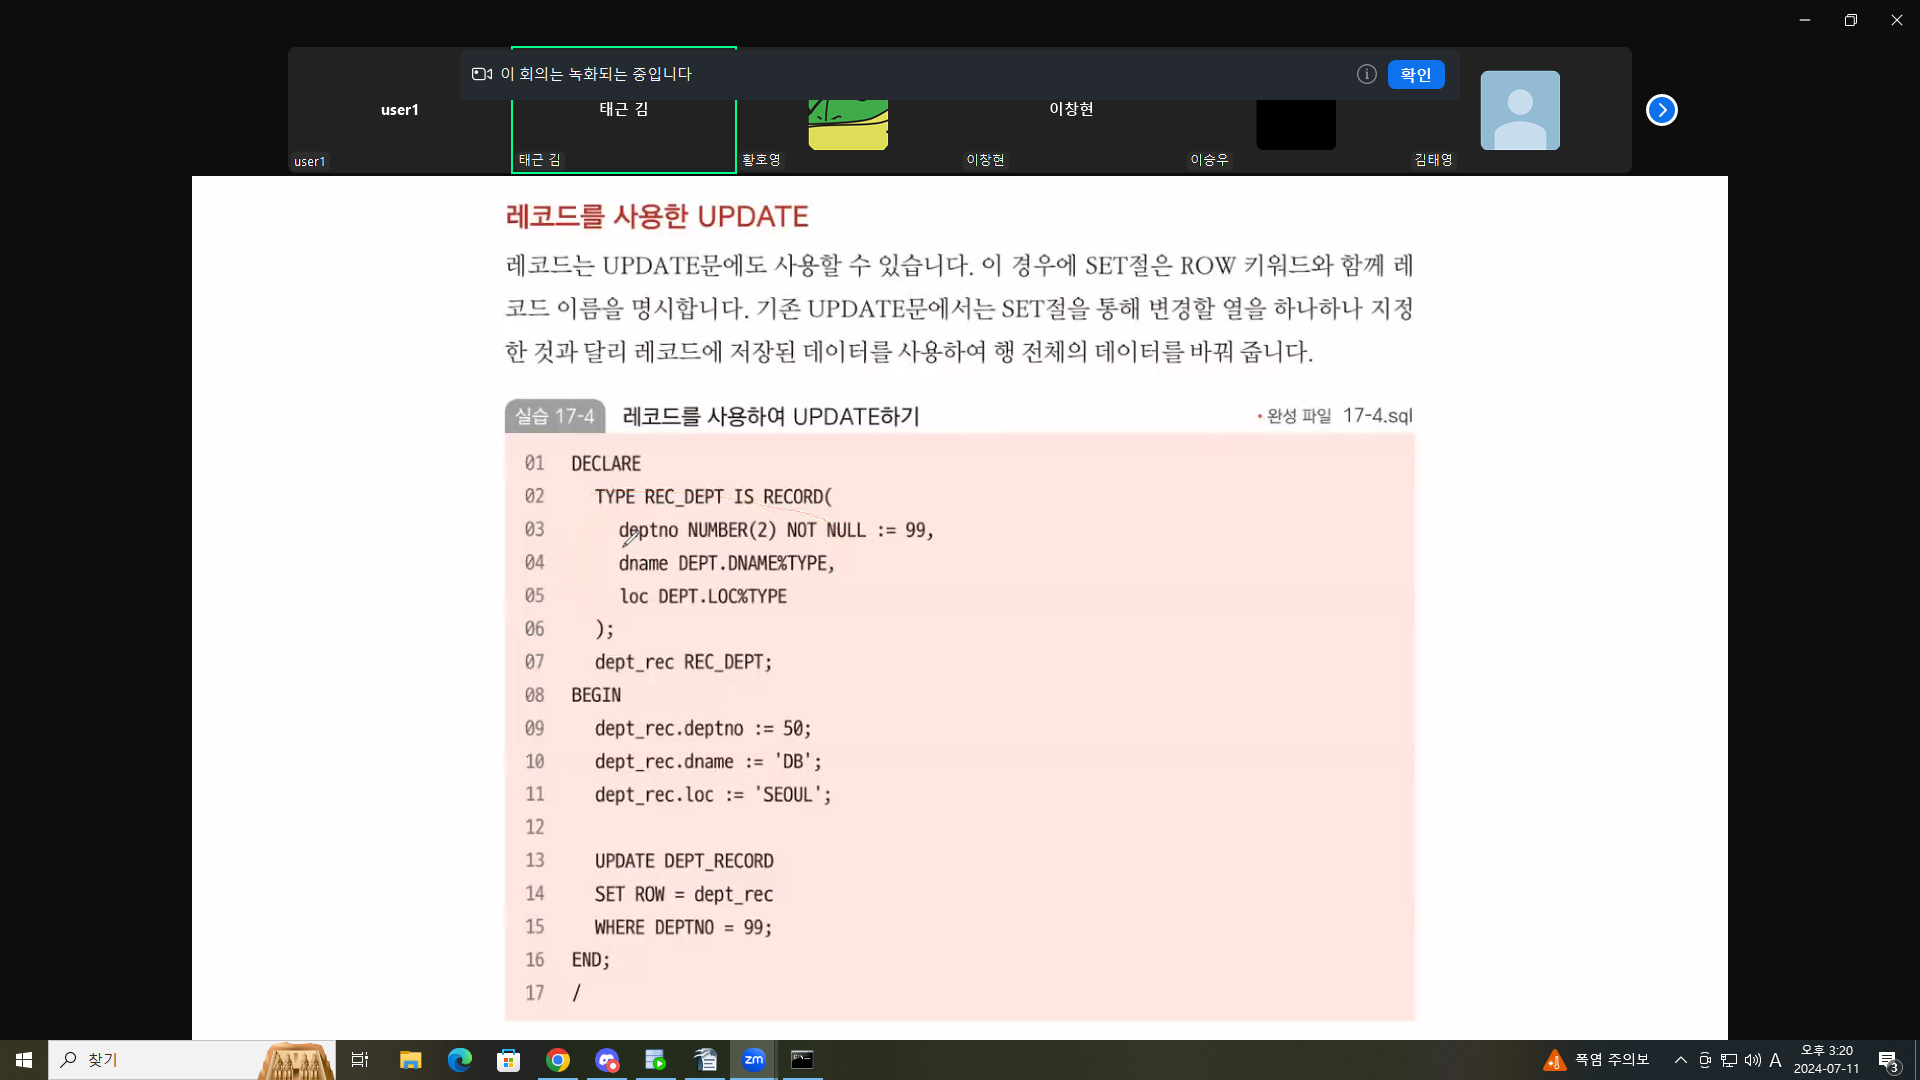 이 회의는 녹화되는 중입니다
확인
user1
태근 김
이창현
user1
태근 김
황호영
이창현
이승우
김태영
레코드를 사용한 UPDATE
레코드는 UPDATE문에도 사용할 수 있습니다. 이 경우에 SET절은 ROW 키워드와 함께 레
코드 이름을 명시합니다. 기존 UPDATE문에서는 SET절을 통해 변경할 열을 하나하나 지정
한 것과 달리 레코드에 저장된 데이터를 사용하여 행 전체의 데이터를 바꿔 줍니다.
실습 17-4 레코드를 사용하여 UPDATE하기 • 완성 파일 17-4.sql
01 DECLARE
02 TYPE REC_DEPT IS RECORD(
03 deptno NUMBER(2) NOT NULL := 99,
04 dname DEPT.DNAME%TYPE,
05 loc DEPT.LOC%TYPE
06 );
07 dept_rec REC_DEPT;
08 BEGIN
09 dept_rec.deptno := 50;
10 dept_rec.dname := 'DB';
11 dept_rec.loc := 'SEOUL';
12
13 UPDATE DEPT_RECORD
14 SET ROW = dept_rec
15 WHERE DEPTNO = 99;
16 END;
17 /
찾기
zm
폭염 주의보
A
오후 3:20
2024-07-11
3